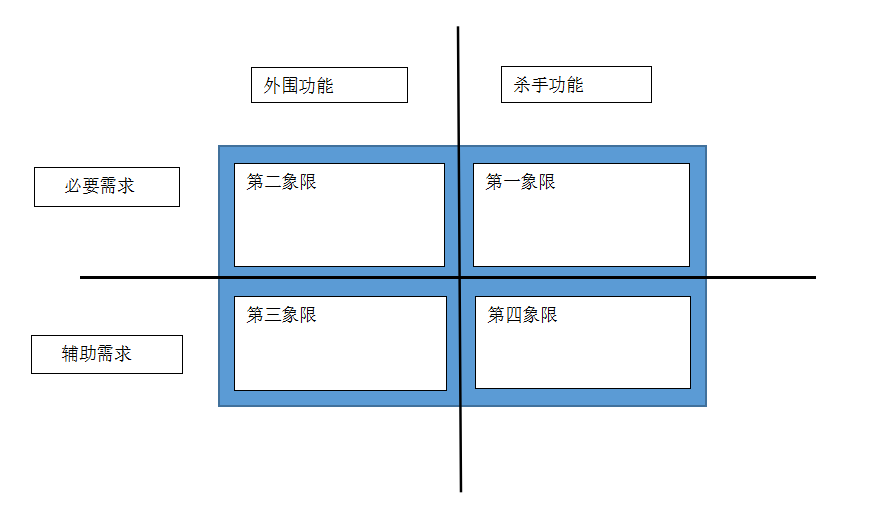 外围功能
杀手功能
必要需求
第二象限
第一象限
辅助需求
第三象限
第四象限